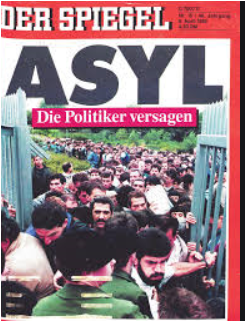 DER SPIEGEL
ASYL
Die Politiker versagen